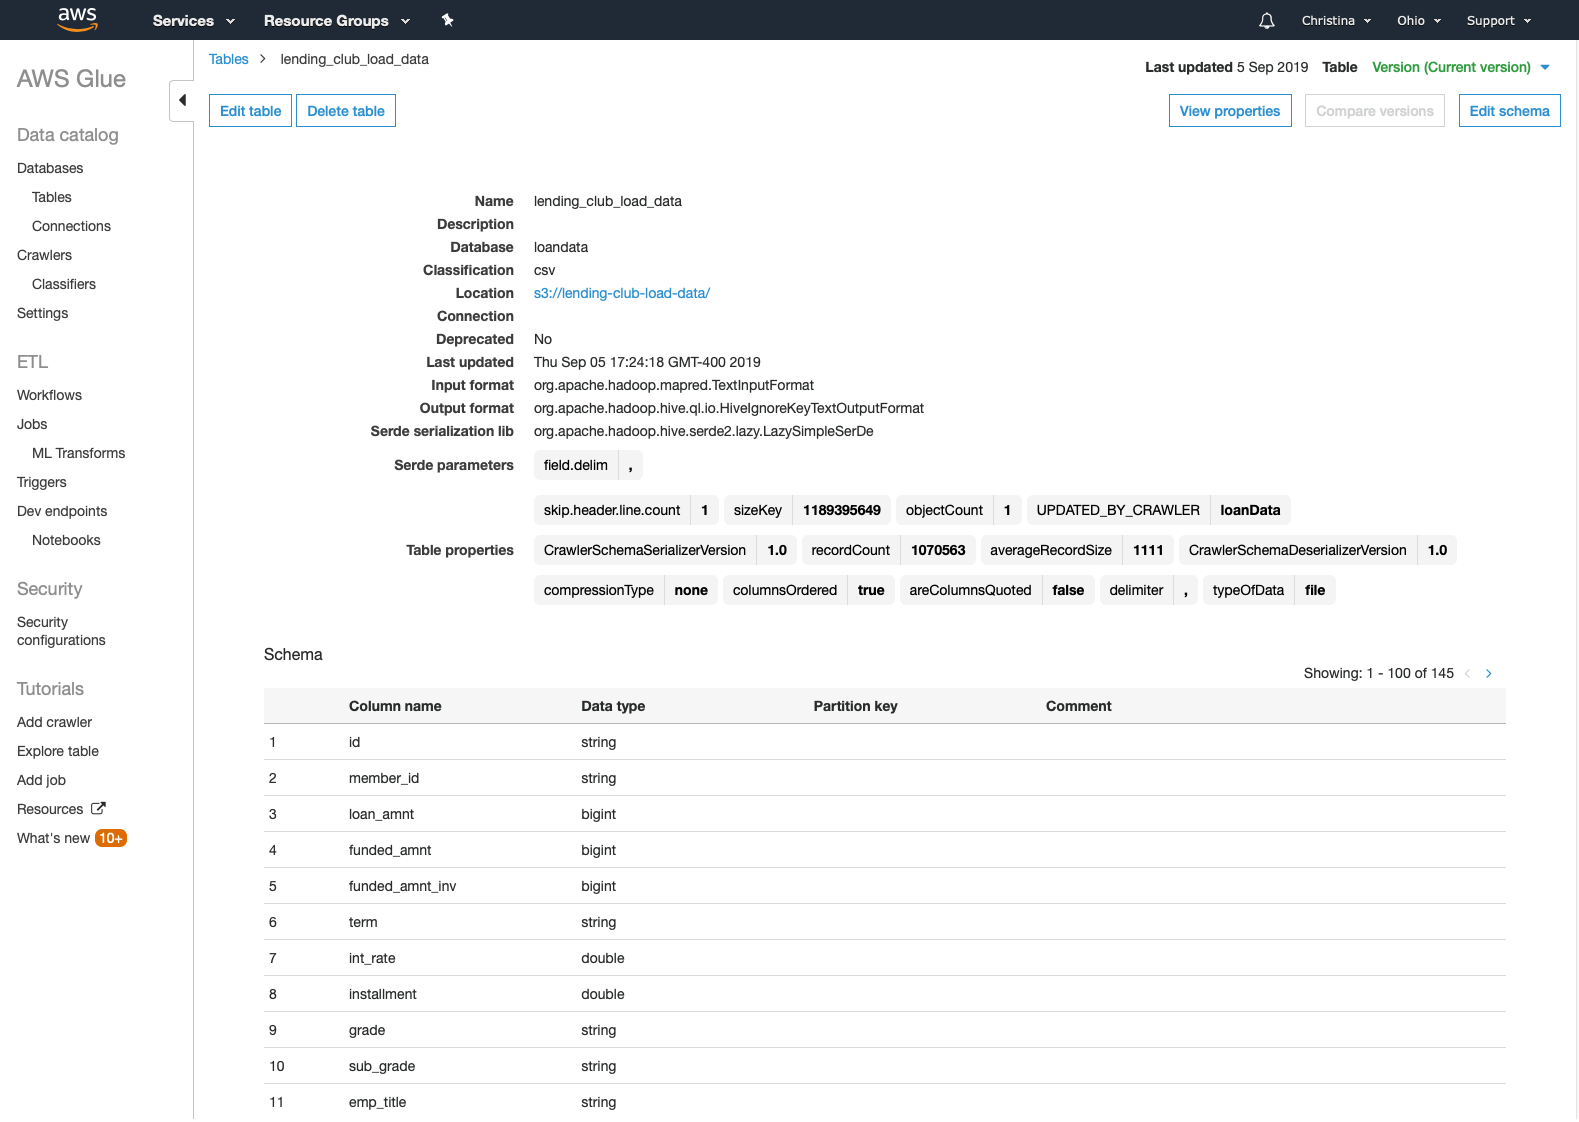 aws Services Resource Groups Christina Ohio Support
AWS Glue
Data catalog
Databases
Tables
Connections
Crawlers
Classifiers
Settings
ETL
Workflows
Jobs
ML Transforms
Triggers
Dev endpoints
Notebooks
Security
Security
configurations
Tutorials
Add crawler
Explore table
Add job
Resources
What's new 10+
Tables > lending_club_load_data
Last updated 5 Sep 2019 Table Version (Current version)
Edit table Delete table View properties Compare versions Edit schema
Name lending_club_load_data
Description
Database loandata
Classification csv
Location s3://lending-club-load-data/
Connection
Deprecated No
Last updated Thu Sep 05 17:24:18 GMT-400 2019
Input format org.apache.hadoop.mapred.TextInputFormat
Output format org.apache.hadoop.hive.ql.io.HiveIgnoreKeyTextOutputFormat
Serde serialization lib org.apache.hadoop.hive.serde2.lazy.LazySimpleSerDe
Serde parameters field.delim ,
skip.header.line.count 1 sizeKey 1189395649 objectCount 1 UPDATED_BY_CRAWLER loanData
Table properties CrawlerSchemaSerializerVersion 1.0 recordCount 1070563 averageRecordSize 1111 CrawlerSchemaDeserializerVersion 1.0
compressionType none columnsOrdered true areColumnsQuoted false delimiter , typeOfData file
Schema
Showing: 1 - 100 of 145 < >
Column name Data type Partition key Comment
1 id string
2 member_id string
3 loan_amnt bigint
4 funded_amnt bigint
5 funded_amnt_inv bigint
6 term string
7 int_rate double
8 installment double
9 grade string
10 sub_grade string
11 emp_title string